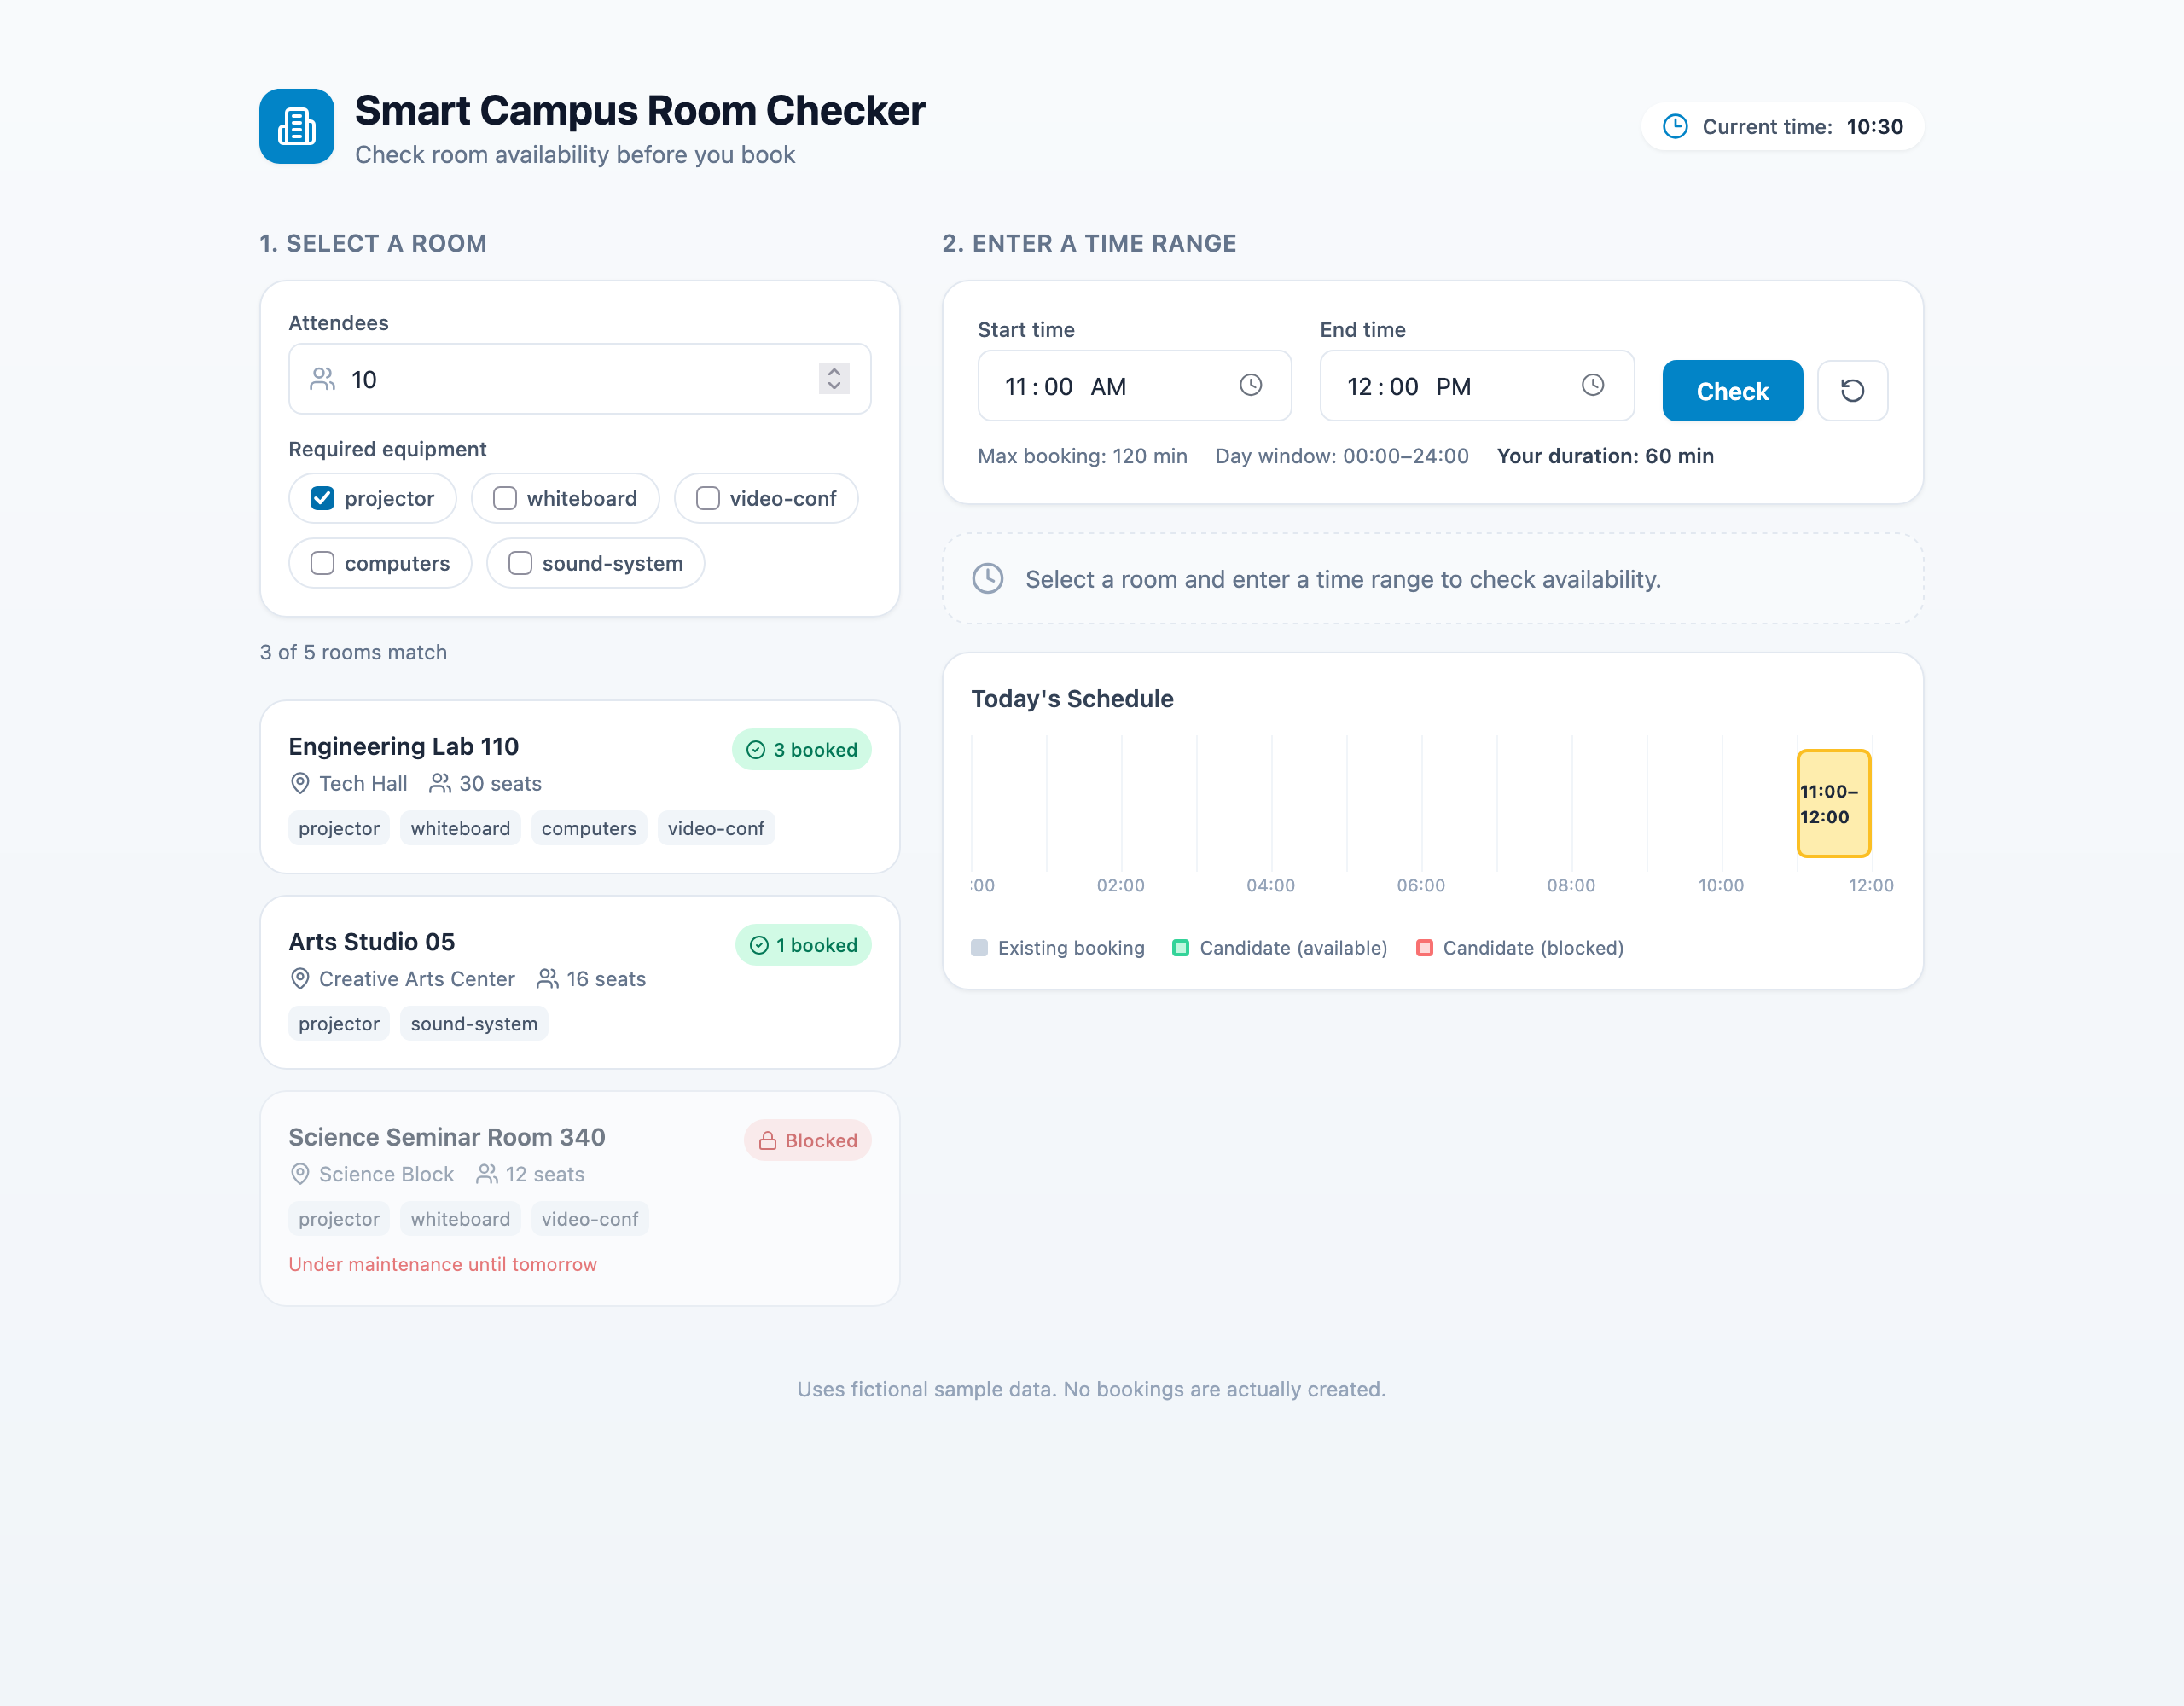 Smart Campus Room Checker
Check room availability before you book
Current time: 10:30
1. SELECT A ROOM
Attendees
10
Required equipment
projector whiteboard video-conf
computers sound-system
3 of 5 rooms match
Engineering Lab 110
3 booked
Tech Hall 30 seats
projector whiteboard computers video-conf
Arts Studio 05
1 booked
Creative Arts Center 16 seats
projector sound-system
Science Seminar Room 340
Blocked
Science Block 12 seats
projector whiteboard video-conf
Under maintenance until tomorrow
2. ENTER A TIME RANGE
Start time End time
11:00 AM 12:00 PM Check
Max booking: 120 min Day window: 00:00–24:00 Your duration: 60 min
Select a room and enter a time range to check availability.
Today's Schedule
11:00–
12:00
:00 02:00 04:00 06:00 08:00 10:00 12:00
Existing booking Candidate (available) Candidate (blocked)
Uses fictional sample data. No bookings are actually created.